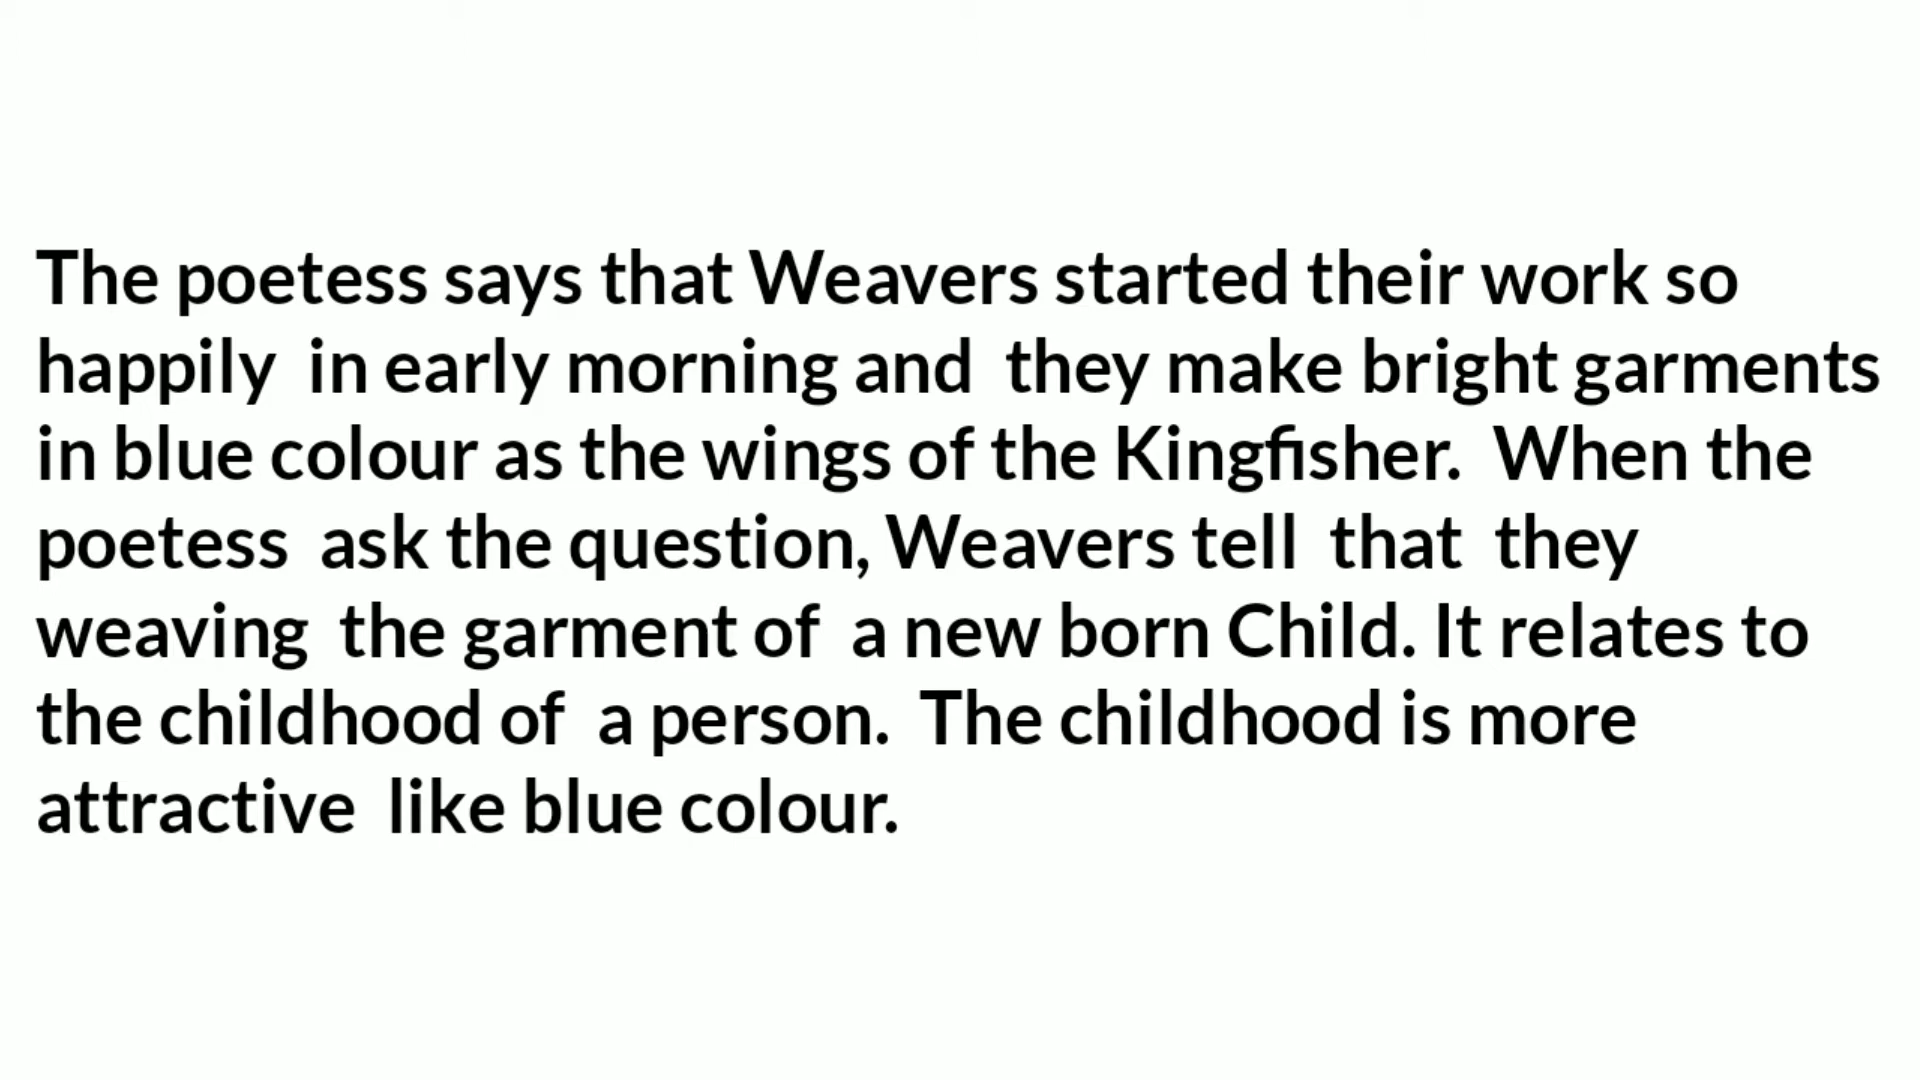 The poetess says that Weavers started their work so
happily  in early morning and  they make bright garments
in blue colour as the wings of the Kingfisher.  When the
poetess  ask the question, Weavers tell  that  they
weaving  the garment of  a new born Child. It relates to
the childhood of  a person.  The childhood is more
attractive  like blue colour.